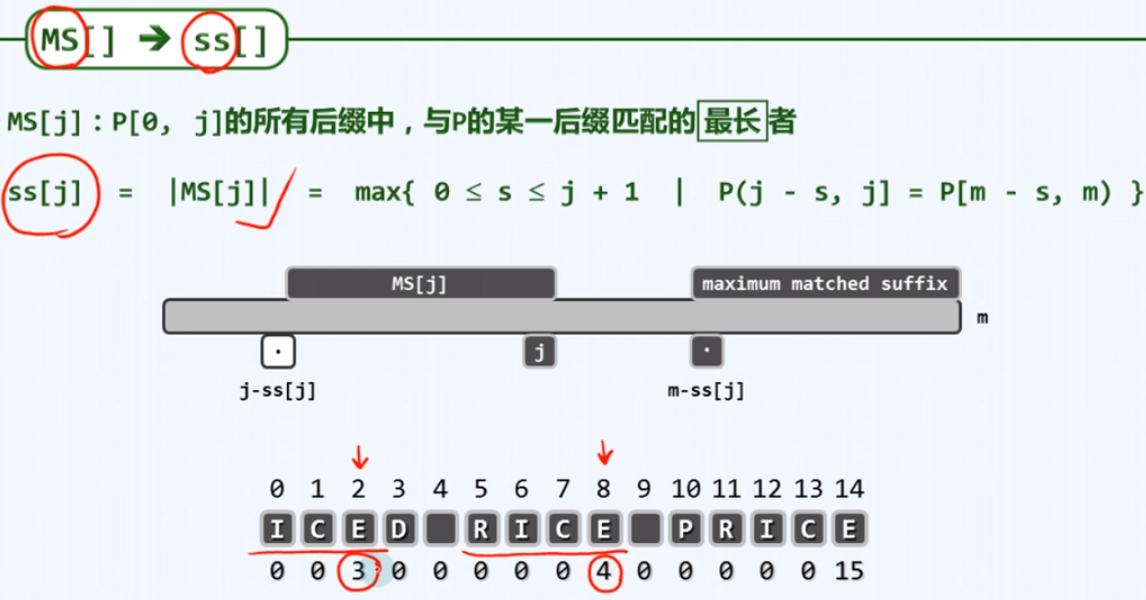 MS[] → ss[]
MS[j]：P[0, j]的所有后缀中，与P的某一后缀匹配的最长者
ss[j] = |MS[j]| = max{ 0 ≤ s ≤ j + 1 | P(j - s, j] = P[m - s, m) }
MS[j] maximum matched suffix
m
j
j-ss[j] m-ss[j]
0 1 2 3 4 5 6 7 8 9 10 11 12 13 14
I C E D R I C E P R I C E
0 0 3 0 0 0 0 0 4 0 0 0 0 0 15